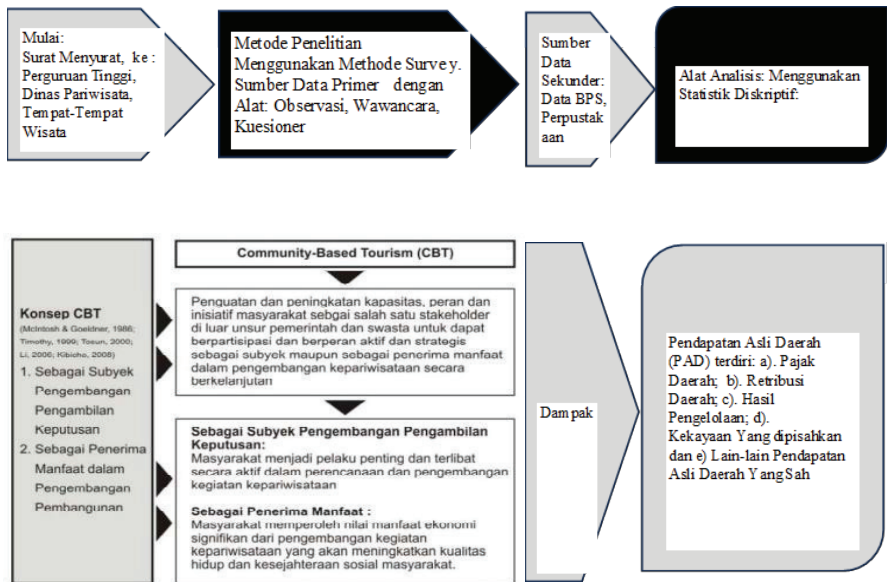 Mulai:
Surat Menyurat, ke :
Perguruan Tinggi,
Dinas Pariwisata,
Tempat-Tempat
Wisata
Metode Penelitian
Menggunakan Methode Survey.
Sumber Data Primer dengan
Alat: Observasi, Wawancara,
Kuesioner
Sumber
Data
Sekunder:
Data BPS,
Perpustak
aan
Alat Analisis: Menggunakan
Statistik Diskriptif:
Konsep CBT
(McIntosh & Goeldner, 1986;
Timothy, 1999; Tosun, 2000;
Li, 2006; Kibicho, 2008)
1. Sebagai Subyek
Pengembangan
Pengambilan
Keputusan
2. Sebagai Penerima
Manfaat dalam
Pengembangan
Pembangunan
Community-Based Tourism (CBT)
Penguatan dan peningkatan kapasitas, peran dan
inisiatif masyarakat sebgai salah satu stakeholder
di luar unsur pemerintah dan swasta untuk dapat
berpartisipasi dan berperan aktif dan strategis
sebagai subyek maupun sebagai penerima manfaat
dalam pengembangan kepariwisataan secara
berkelanjutan
Sebagai Subyek Pengembangan Pengambilan
Keputusan:
Masyarakat menjadi pelaku penting dan terlibat
secara aktif dalam perencanaan dan pengembangan
kegiatan kepariwisataan
Sebagai Penerima Manfaat :
Masyarakat memperoleh nilai manfaat ekonomi
signifikan dari pengembangan kegiatan
kepariwisataan yang akan meningkatkan kualitas
hidup dan kesejahteraan sosial masyarakat.
Dampak
Pendapatan Asli Daerah
(PAD) terdiri: a). Pajak
Daerah; b). Retribusi
Daerah; c). Hasil
Pengelolaan; d).
Kekayaan Yang dipisahkan
dan e) Lain-lain Pendapatan
Asli Daerah Yang Sah